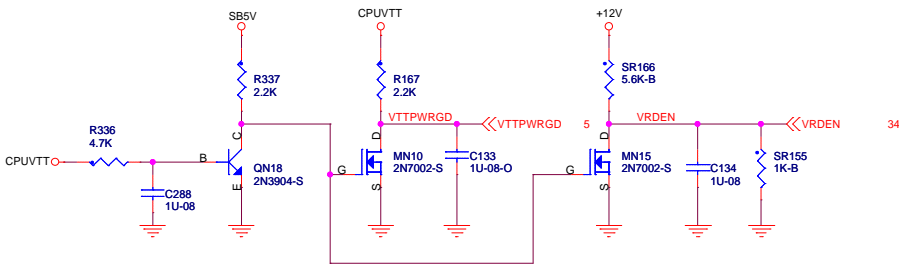 SB5V
CPUVTT
+12V
R337
2.2K
R167
2.2K
SR166
5.6K-B
VTTPWRGD
VTTPWRGD 5
VRDEN
VRDEN 34
R336
4.7K
CPUVTT
B
C
E
QN18
2N3904-S
C288
1U-08
G
D
S
MN10
2N7002-S
C133
1U-08-O
G
D
S
MN15
2N7002-S
C134
1U-08
SR155
1K-B